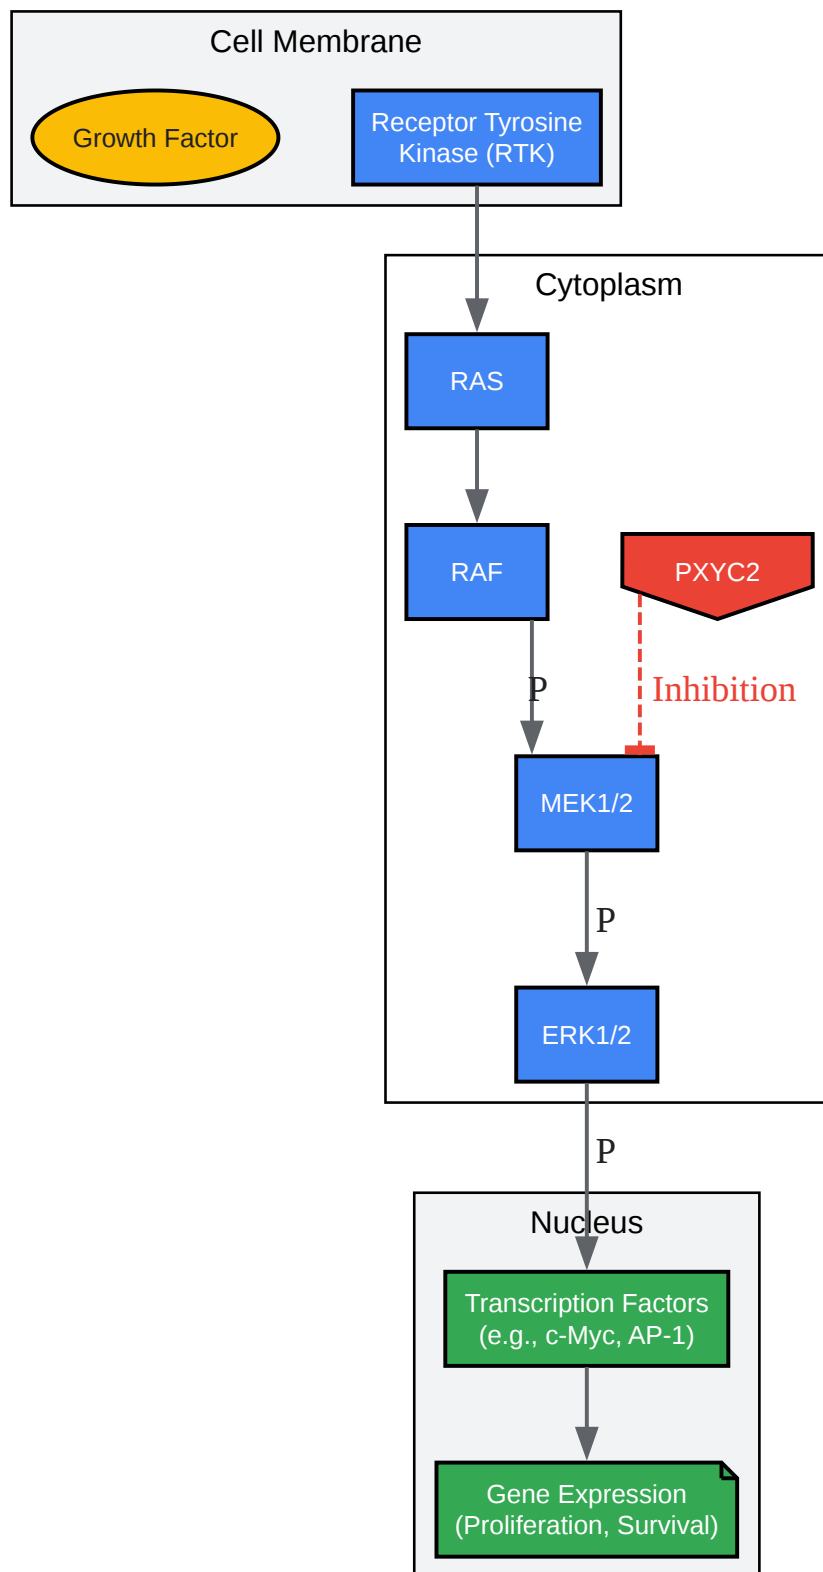 Cell Membrane
Growth Factor
Receptor Tyrosine
Kinase (RTK)
Cytoplasm
RAS
RAF
PXYC2
P
Inhibition
MEK1/2
P
ERK1/2
P
Nucleus
Transcription Factors
(e.g., c-Myc, AP-1)
Gene Expression
(Proliferation, Survival)